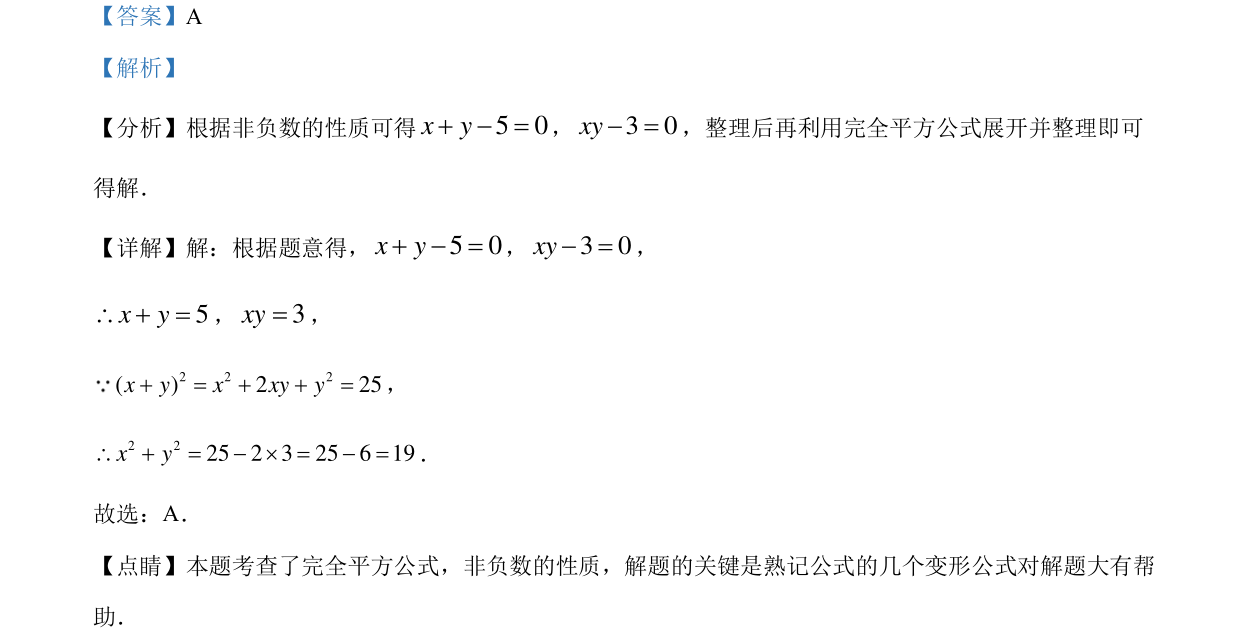 【答案】A
【解析】
【分析】根据非负数的性质可得 x+y−5=0，xy−3=0，整理后再利用完全平方公式展开并整理即可
得解．
【详解】解：根据题意得，x+y−5=0，xy−3=0，
∴x+y=5，xy=3，
∵(x+y)²=x²+2xy+y²=25，
∴x²+y²=25−2×3=25−6=19．
故选：A．
【点睛】本题考查了完全平方公式，非负数的性质，解题的关键是熟记公式的几个变形公式对解题大有帮
助．